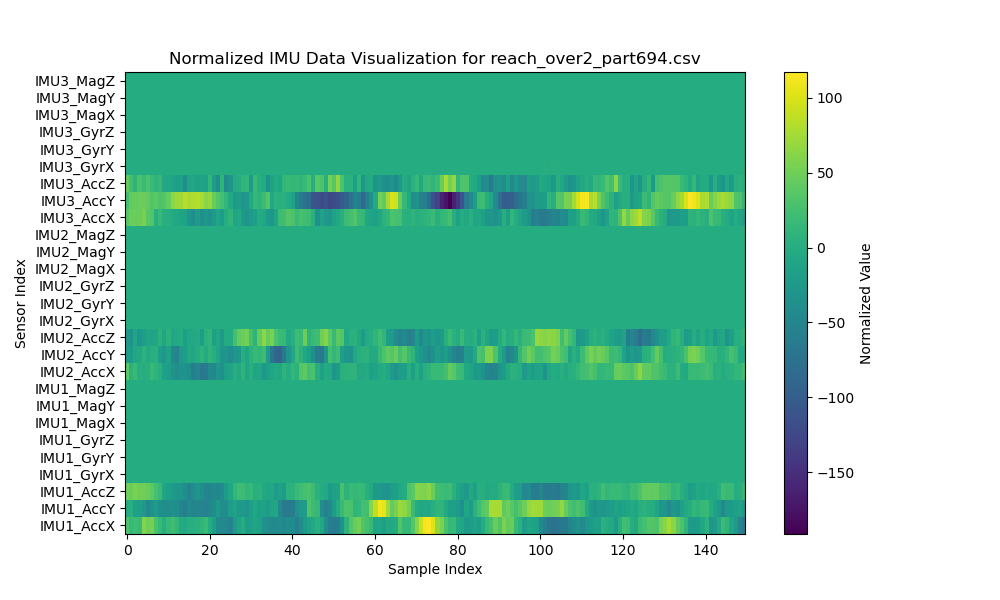 Normalized IMU Data Visualization for reach_over2_part694.csv
IMU3_MagZ
IMU3_MagY
IMU3_MagX
IMU3_GyrZ
IMU3_GyrY
IMU3_GyrX
IMU3_AccZ
IMU3_AccY
IMU3_AccX
IMU2_MagZ
IMU2_MagY
IMU2_MagX
IMU2_GyrZ
IMU2_GyrY
IMU2_GyrX
IMU2_AccZ
IMU2_AccY
IMU2_AccX
IMU1_MagZ
IMU1_MagY
IMU1_MagX
IMU1_GyrZ
IMU1_GyrY
IMU1_GyrX
IMU1_AccZ
IMU1_AccY
IMU1_AccX
Sensor Index
0 20 40 60 80 100 120 140
Sample Index
100
50
0
−50
−100
−150
Normalized Value